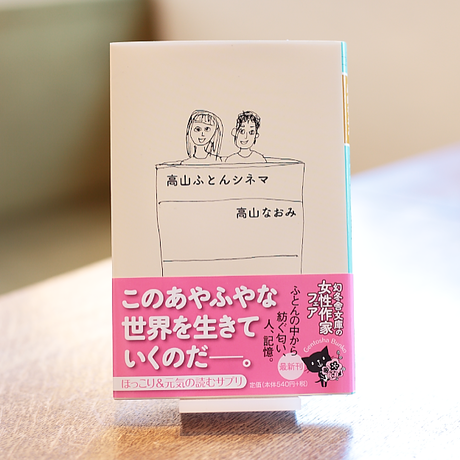 高山ふとんシネマ
高山なおみ
このあやふやな
世界を生きて
いくのだ――。
ほっこり&元気の読むサプリ
幻冬舎文庫の
女性作家
フェア
ふとんの中から
紡ぐ匂い、
人、記憶。
Gentosha Bunko
最新刊
定価(本体540円+税)